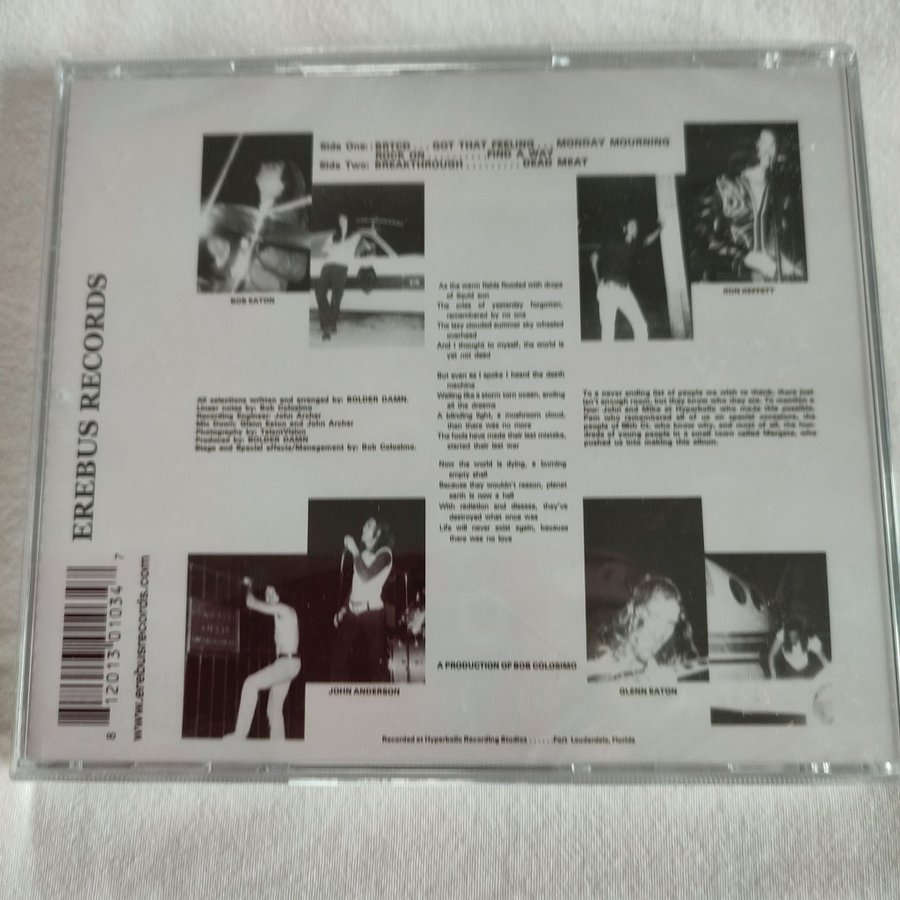 Side One: BRTCD . . . GOT THAT FEELING . . . MONDAY MOURNING
ROCK ON . . . . . . . . . FIND A WAY
Side Two: BREAKTHROUGH . . . . . . . . . DEAD MEAT
BOB EATON
RON REFFETT
As the warm fields flooded with drops
of liquid sun
The cries of yesterday forgotten,
remembered by no one
The lazy clouded summer sky wheeled
overhead
And I thought to myself, the world is
yet not dead
But even as I spoke I heard the death
machine
Wailing like a storm torn ocean, ending
all the dreams
A blinding light, a mushroom cloud,
then there was no more
The fools have made their last mistake,
started their last war
Now the world is dying, a burning
empty shell
Because they wouldn't reason, planet
earth is now a hell
With radiation and disease, they've
destroyed what once was
Life will never exist again, because
there was no love
All selections written and arranged by: BOLDER DAMN.
Linear notes by: Bob Colosimo
Recording Engineer: John Archer
Mix Down: Glenn Eaton and John Archer
Photography by: TelentVision
Produced by: BOLDER DAMN
Stage and Special effects/Management by: Bob Colosimo.
To a never ending list of people we wish to thank, there just
isn't enough room, but they know who they are. To mention a
few: John and Mike at Hyperbolic who made this possible,
Tom who remembered all of us on special occasions, the
people of 58th Ct. who know why, and most of all: the hun-
dreds of young people in a small town called Margate, who
pushed us into making this album.
JOHN ANDERSON
A PRODUCTION OF BOB COLOSIMO
GLENN EATON
Recorded at Hyperbolic Recording Studios . . . . . . Fort Lauderdale, Florida
EREBUS RECORDS
8 12013 01034 7
www.erebusrecords.com